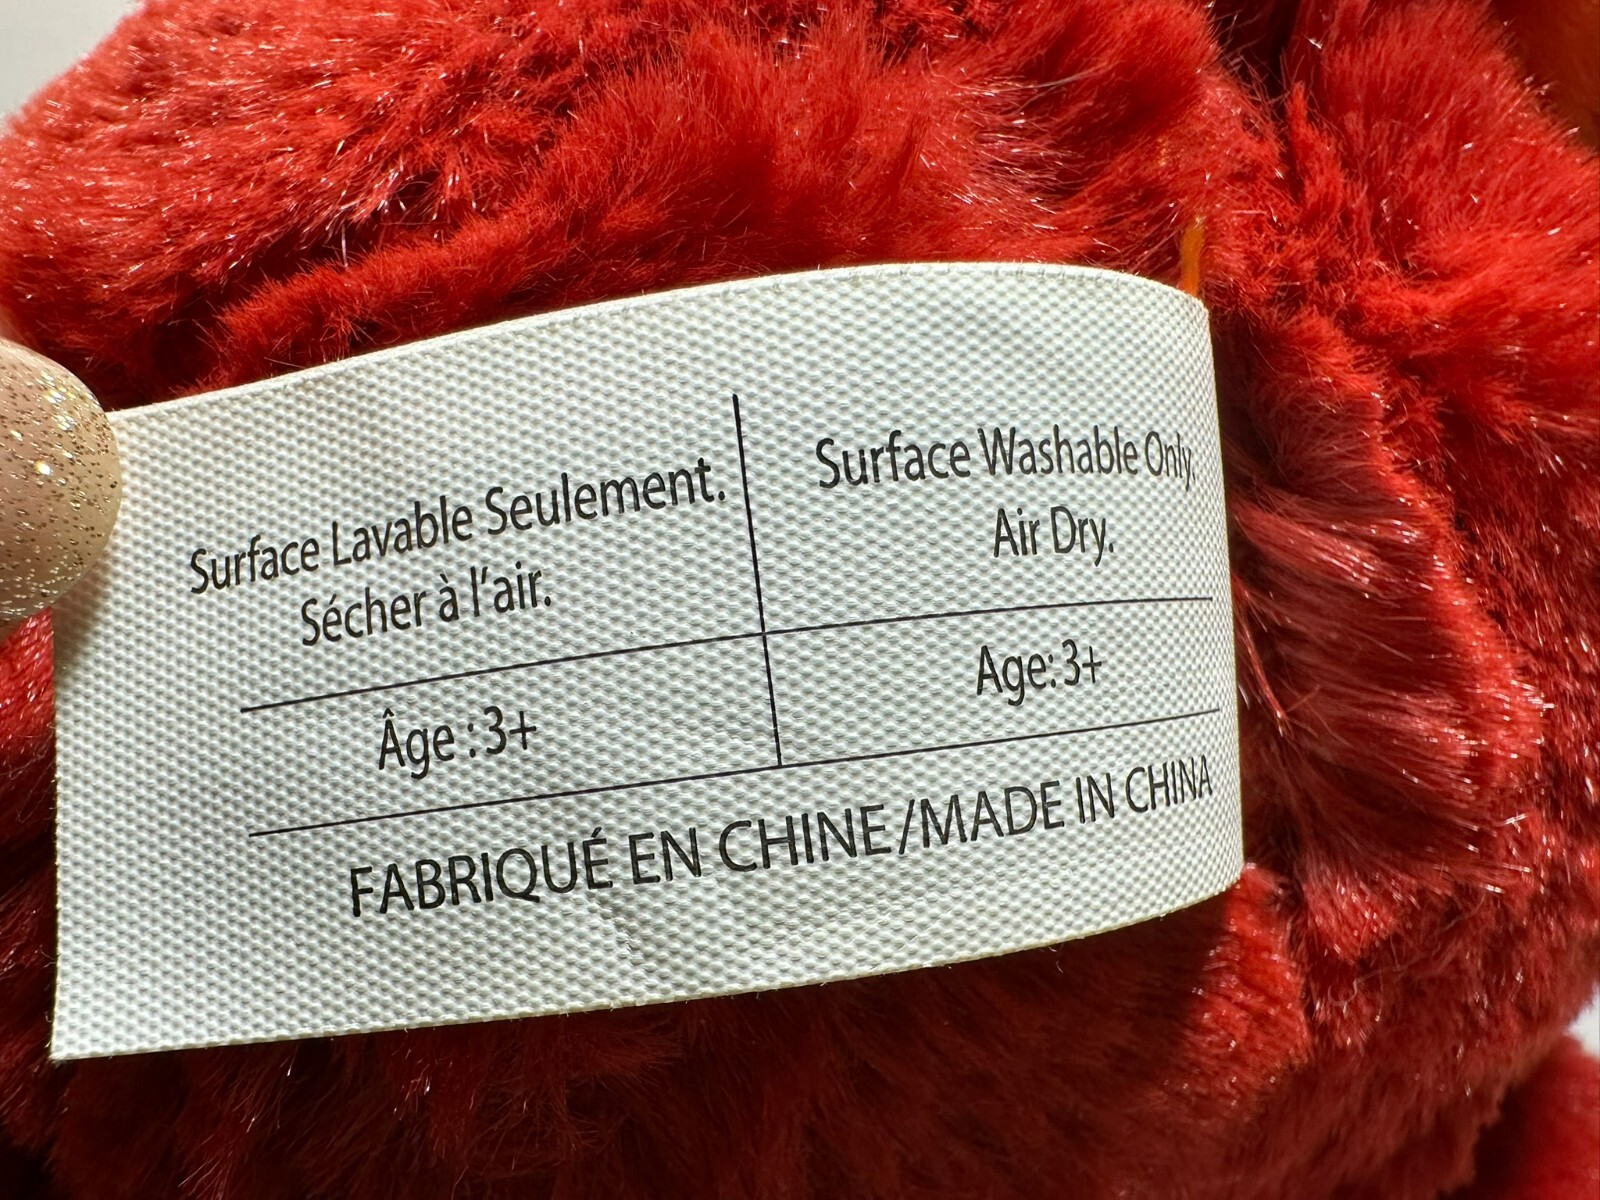 Surface Lavable Seulement.
Sécher à l'air.
Surface Washable Only.
Air Dry.
Âge : 3+
Age: 3+
FABRIQUÉ EN CHINE / MADE IN CHINA